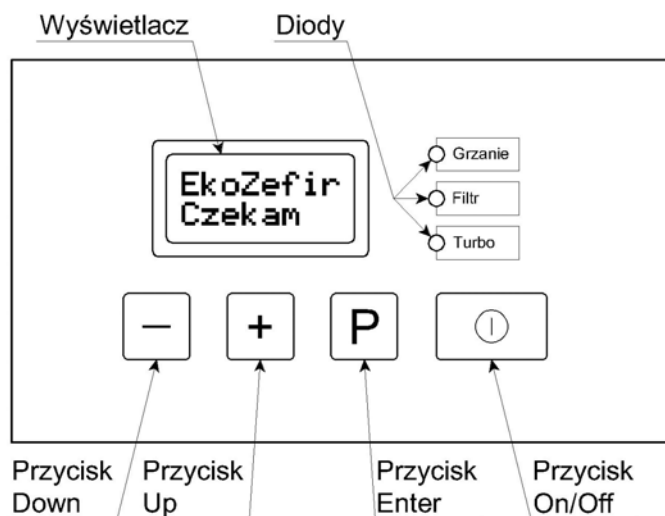 Wyświetlacz
Diody
EkoZefir
Czekam
Grzanie
Filtr
Turbo
− + P
Przycisk Down
Przycisk Up
Przycisk Enter
Przycisk On/Off